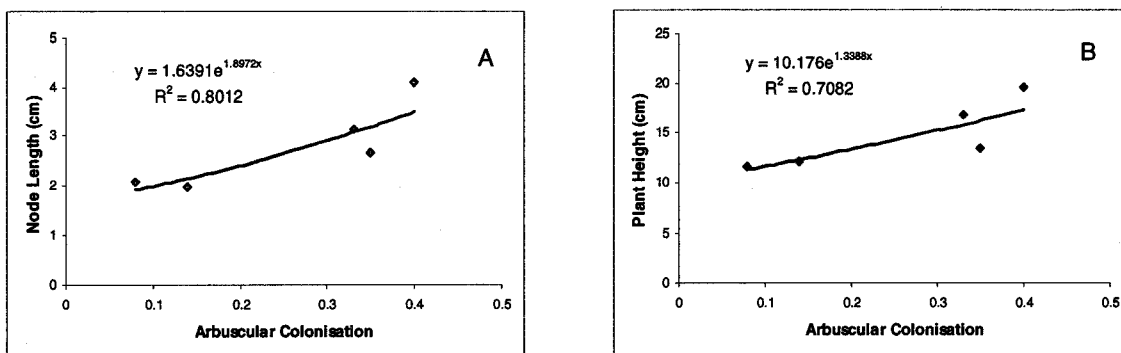 A
y = 1.6391e^1.8972x
R² = 0.8012
Node Length (cm)
5
4
3
2
1
0
0 0.1 0.2 0.3 0.4 0.5
Arbuscular Colonisation
B
y = 10.176e^1.3388x
R² = 0.7082
Plant Height (cm)
25
20
15
10
5
0
0 0.1 0.2 0.3 0.4 0.5
Arbuscular Colonisation